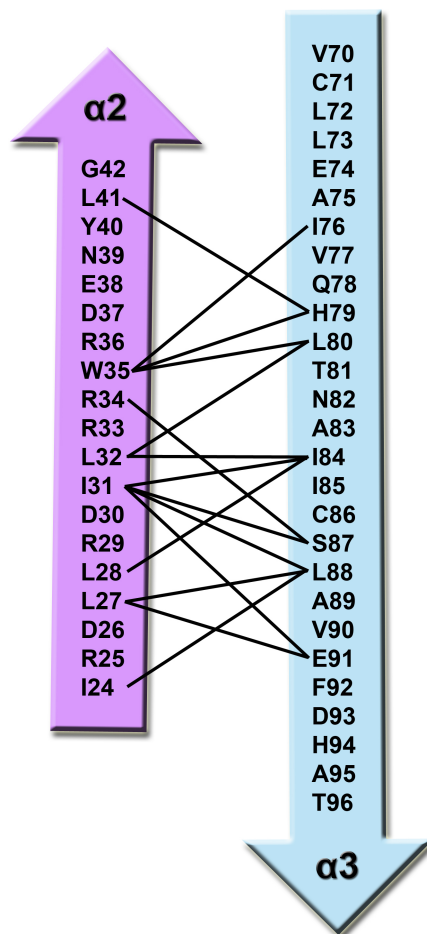 α2
G42
L41
Y40
N39
E38
D37
R36
W35
R34
R33
L32
I31
D30
R29
L28
L27
D26
R25
I24
V70
C71
L72
L73
E74
A75
I76
V77
Q78
H79
L80
T81
N82
A83
I84
I85
C86
S87
L88
A89
V90
E91
F92
D93
H94
A95
T96
α3